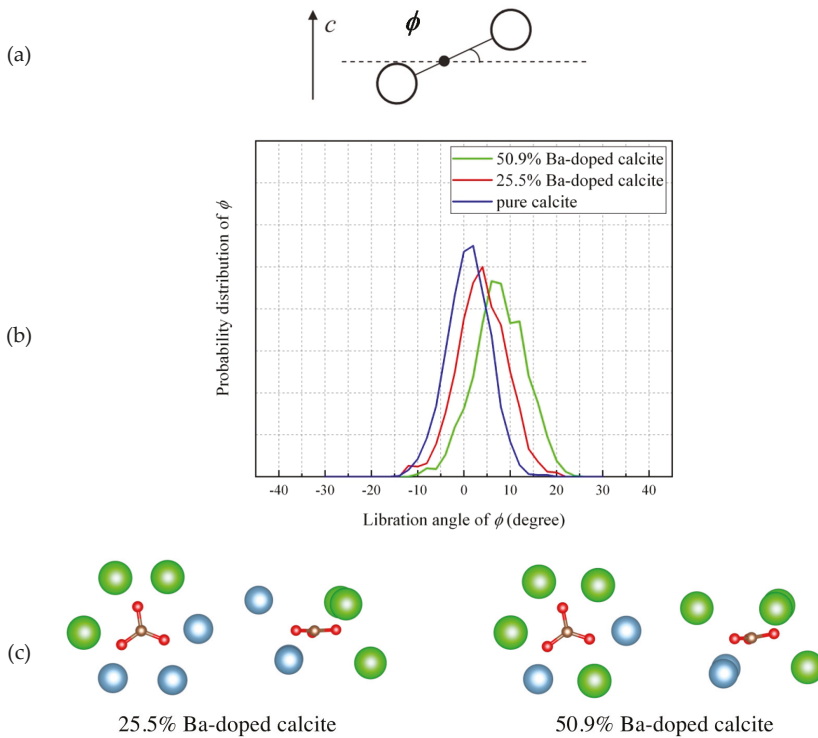 (a)
c
ϕ
(b)
Probability distribution of ϕ
50.9% Ba-doped calcite
25.5% Ba-doped calcite
pure calcite
-40 -30 -20 -10 0 10 20 30 40
Libration angle of ϕ (degree)
(c)
25.5% Ba-doped calcite
50.9% Ba-doped calcite